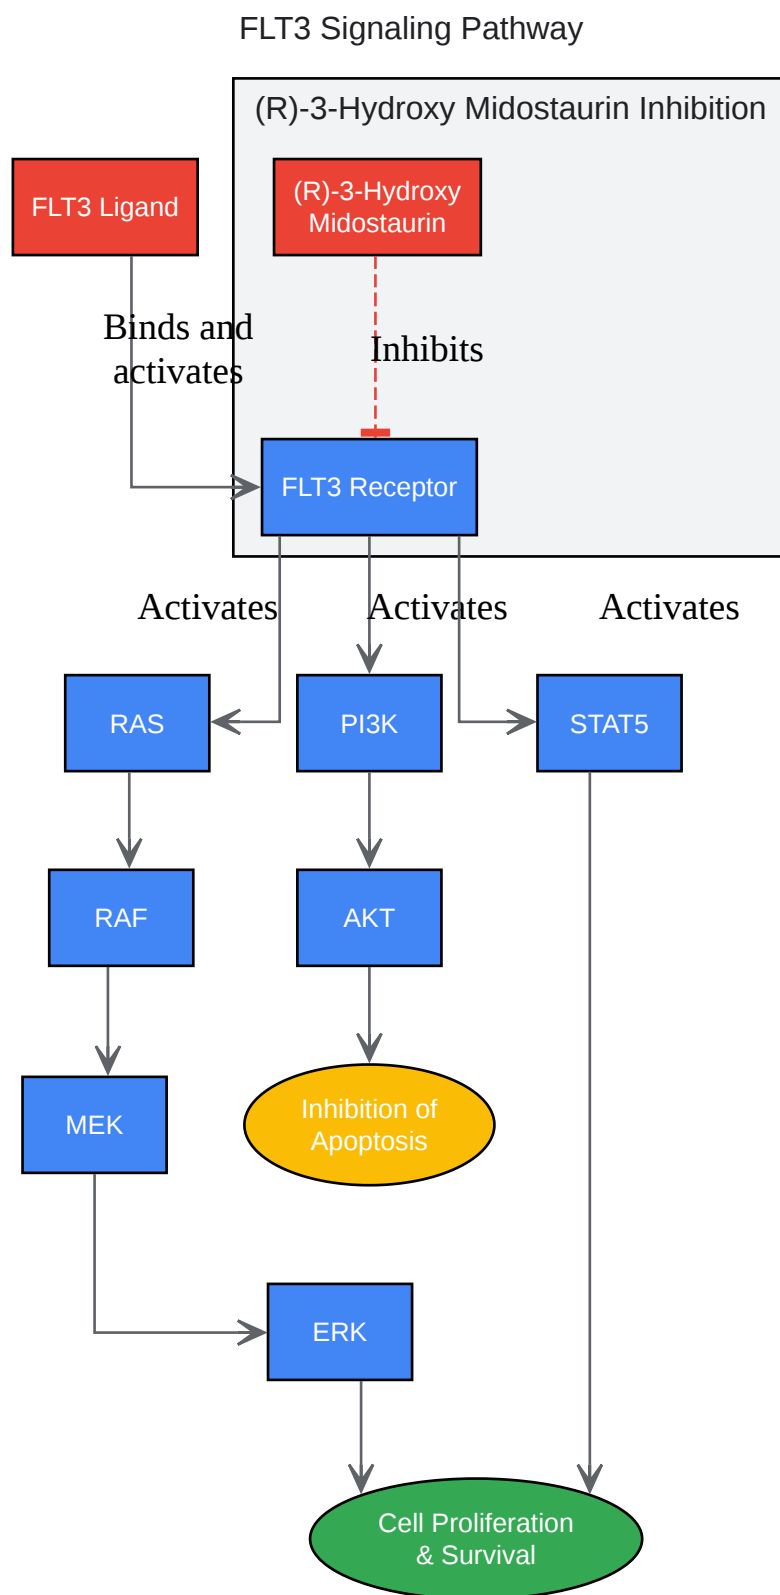 FLT3 Signaling Pathway
(R)-3-Hydroxy Midostaurin Inhibition
FLT3 Ligand
(R)-3-Hydroxy
Midostaurin
Binds and
activates
Inhibits
FLT3 Receptor
Activates
Activates
Activates
RAS
PI3K
STAT5
RAF
AKT
MEK
Inhibition of
Apoptosis
ERK
Cell Proliferation
& Survival